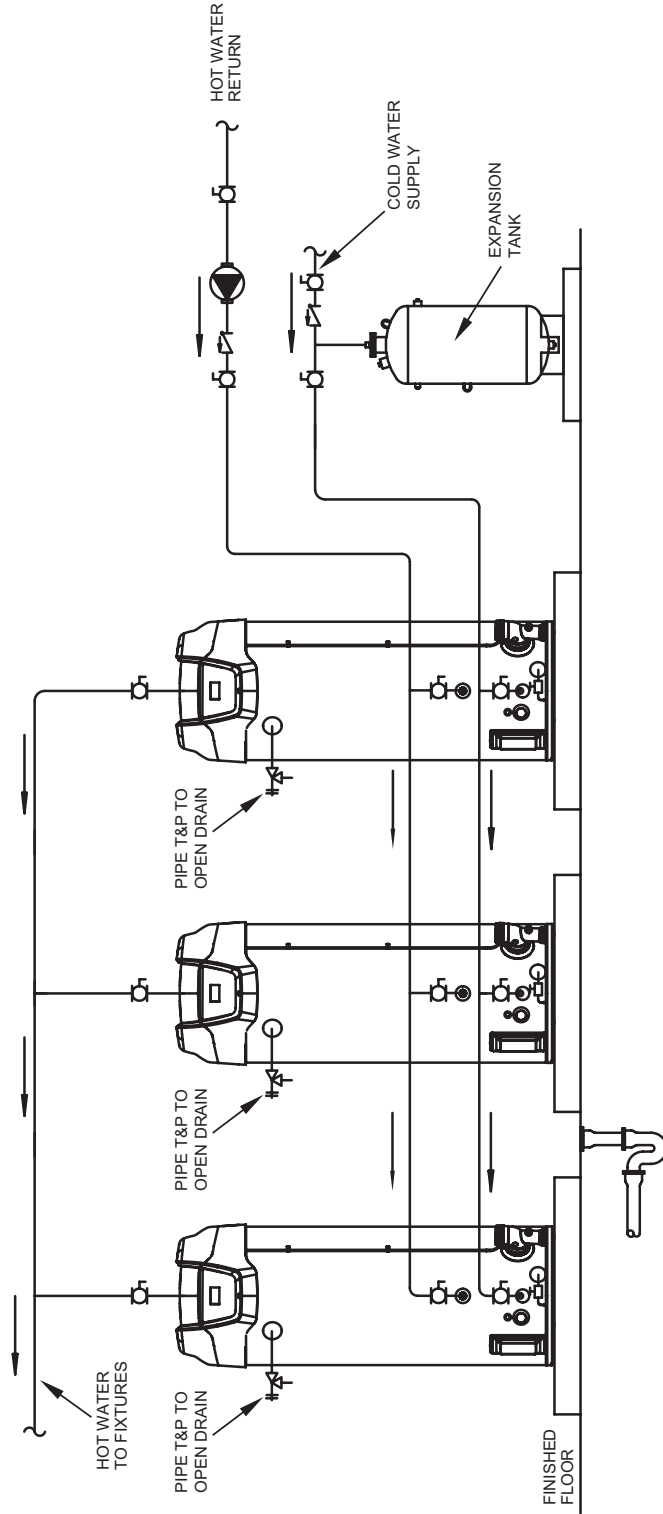 HOT WATER
TO FIXTURES
PIPE T&P TO
OPEN DRAIN
PIPE T&P TO
OPEN DRAIN
PIPE T&P TO
OPEN DRAIN
HOT WATER
RETURN
COLD WATER
SUPPLY
EXPANSION
TANK
FINISHED
FLOOR